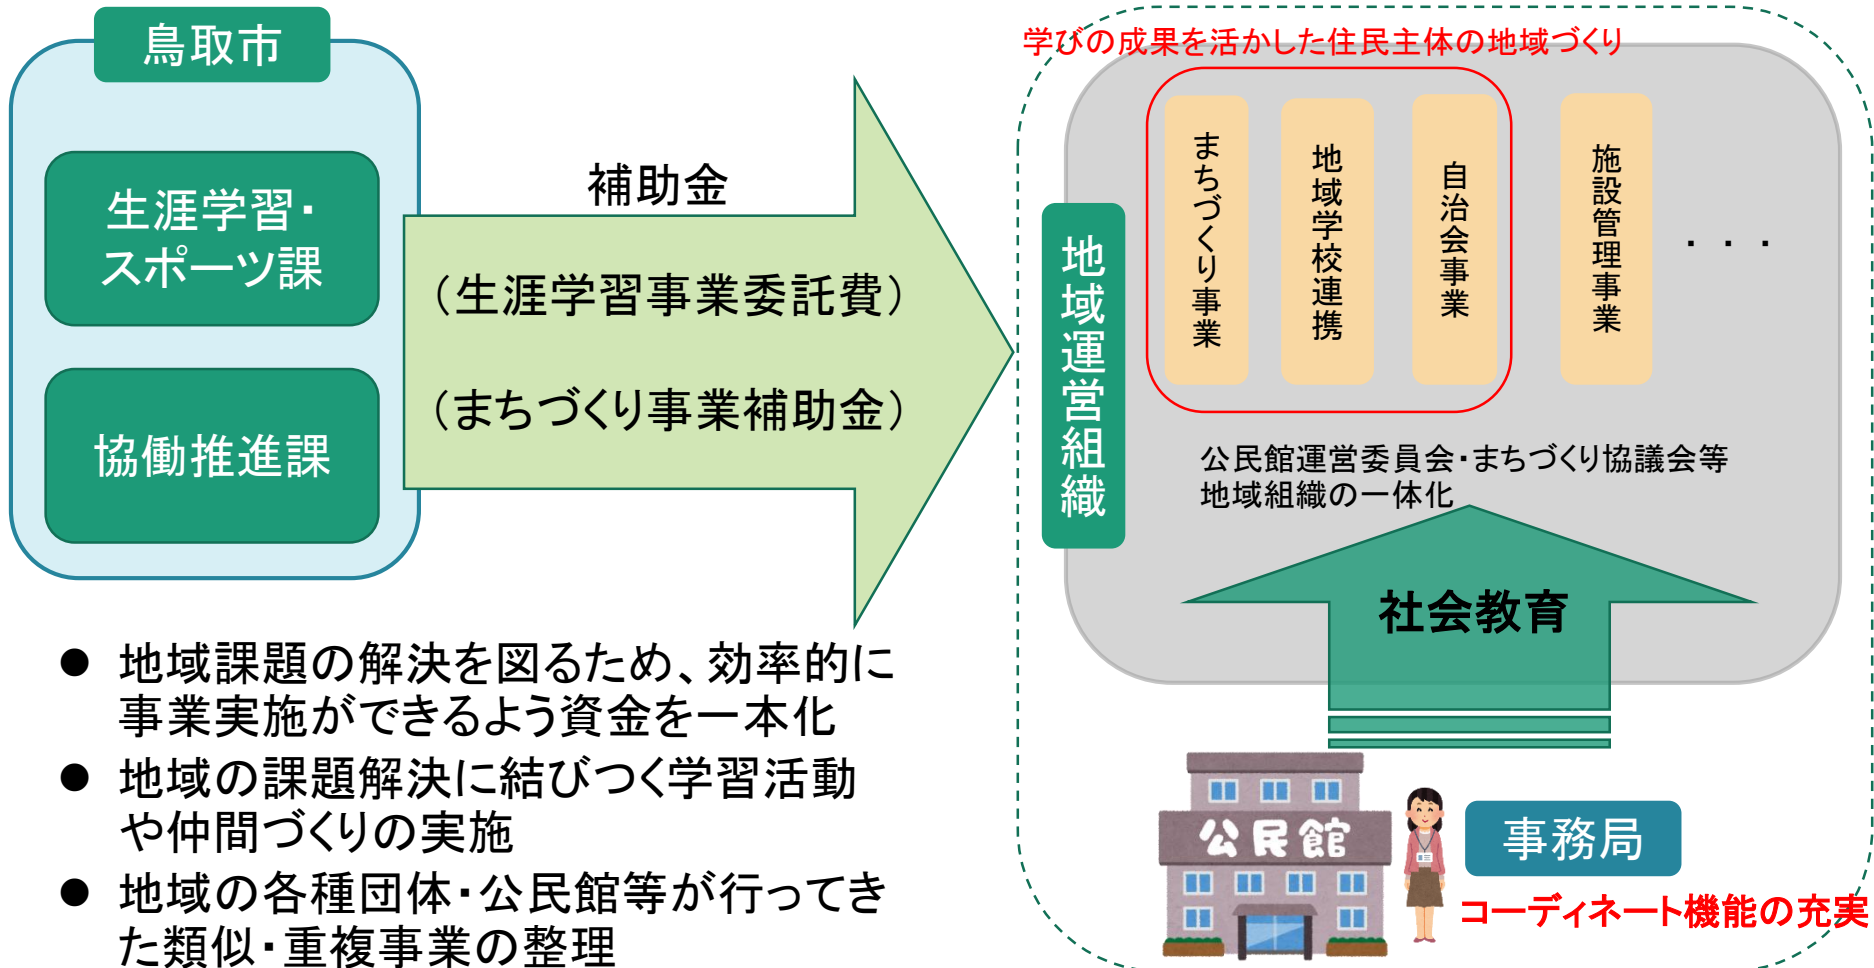 鳥取市
生涯学習・
スポーツ課
協働推進課
補助金
（生涯学習事業委託費）
（まちづくり事業補助金）
● 地域課題の解決を図るため、効率的に
事業実施ができるよう資金を一本化
● 地域の課題解決に結びつく学習活動
や仲間づくりの実施
● 地域の各種団体・公民館等が行ってき
た類似・重複事業の整理
学びの成果を活かした住民主体の地域づくり
地域運営組織
まちづくり事業
地域学校連携
自治会事業
施設管理事業
・・・
公民館運営委員会・まちづくり協議会等
地域組織の一体化
社会教育
公民館
事務局
コーディネート機能の充実